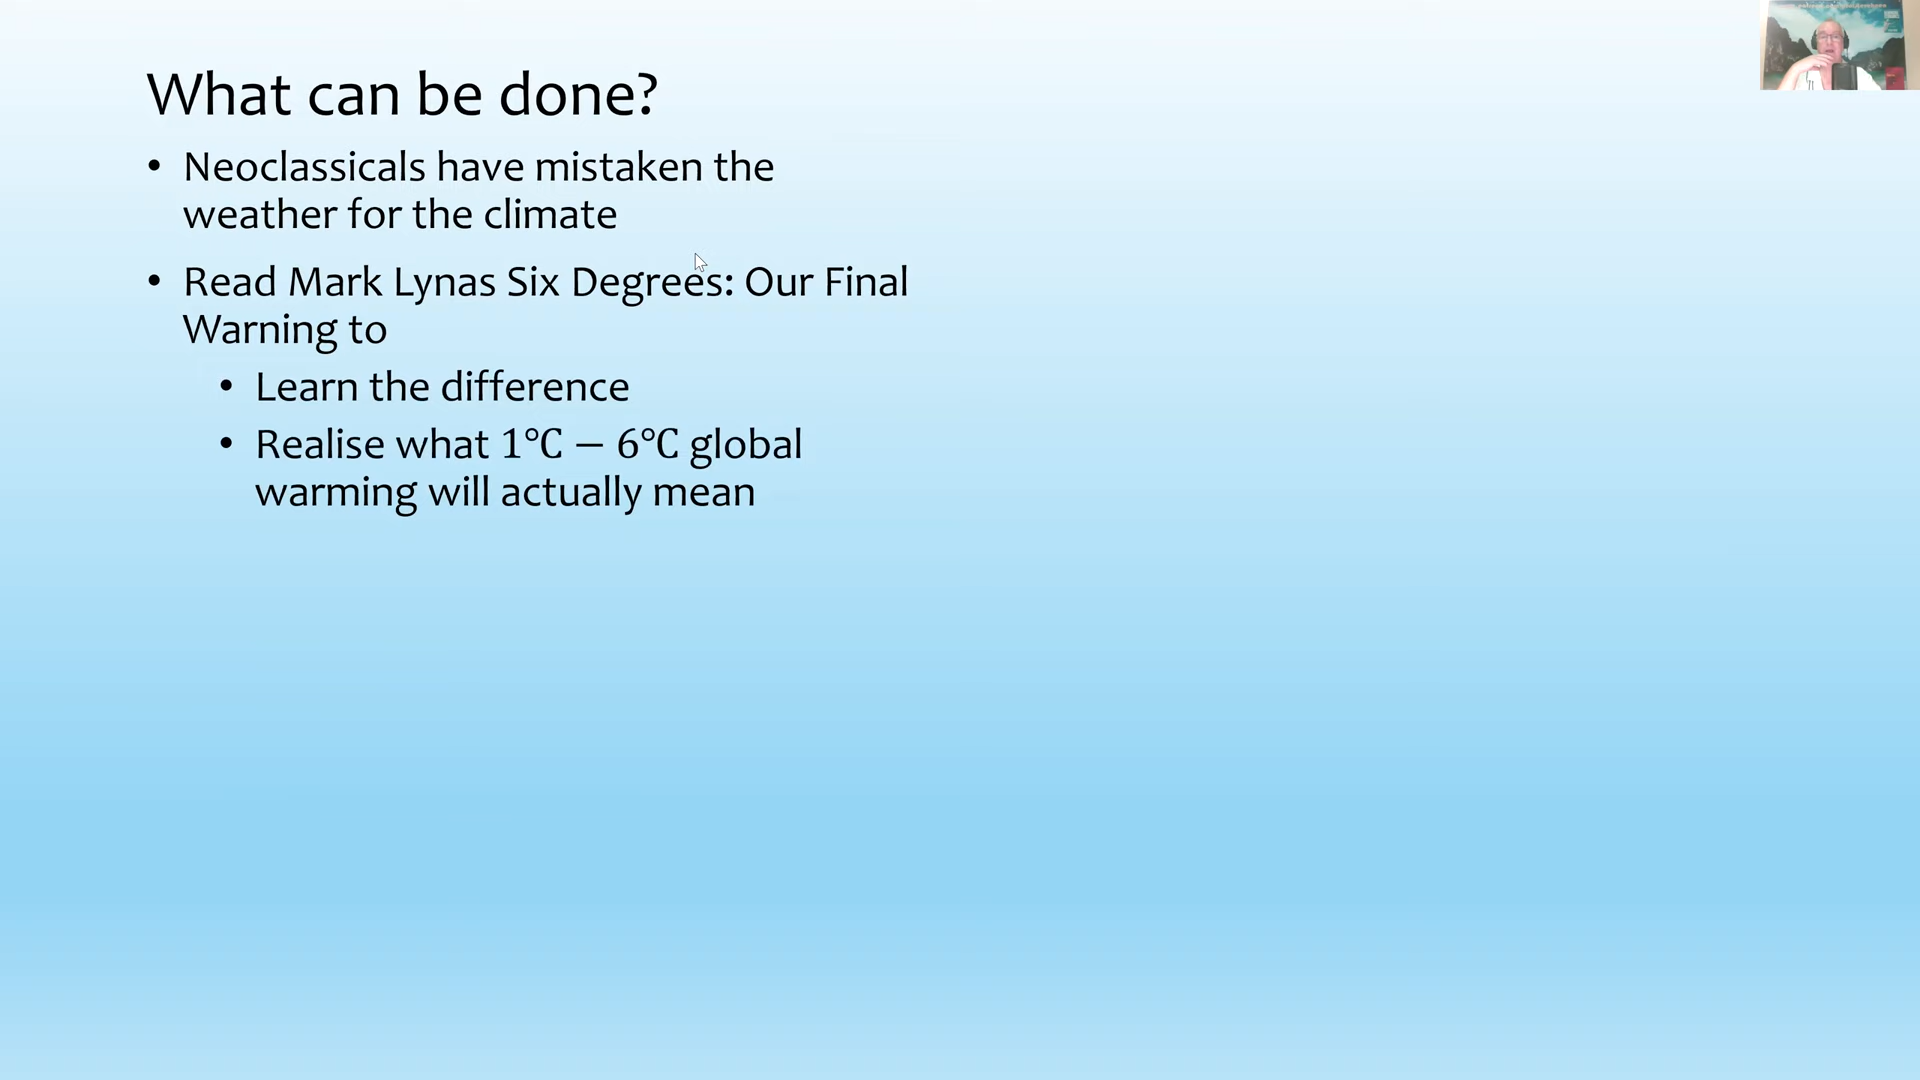 What can be done?
• Neoclassicals have mistaken the
weather for the climate
• Read Mark Lynas Six Degrees: Our Final
Warning to
• Learn the difference
• Realise what 1℃ − 6℃ global
warming will actually mean